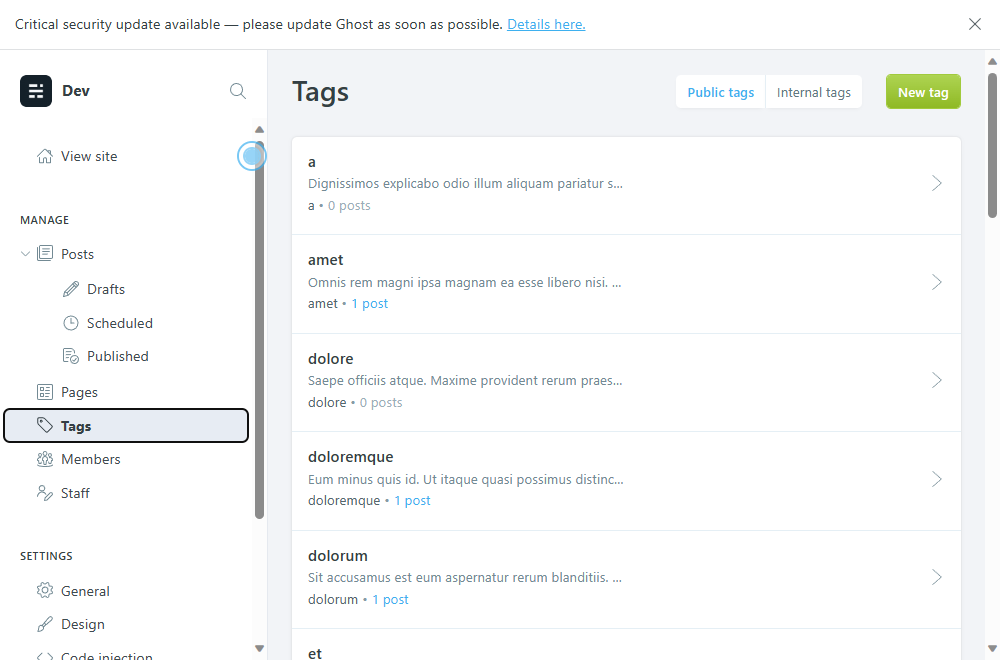 Critical security update available — please update Ghost as soon as possible. Details here.
Dev
View site
MANAGE
Posts
Drafts
Scheduled
Published
Pages
Tags
Members
Staff
SETTINGS
General
Design
Code injection
Tags
Public tags
Internal tags
New tag
a
Dignissimos explicabo odio illum aliquam pariatur s...
a • 0 posts
amet
Omnis rem magni ipsa magnam ea esse libero nisi. ...
amet • 1 post
dolore
Saepe officiis atque. Maxime provident rerum praes...
dolore • 0 posts
doloremque
Eum minus quis id. Ut itaque quasi possimus distinc...
doloremque • 1 post
dolorum
Sit accusamus est eum aspernatur rerum blanditiis. ...
dolorum • 1 post
et